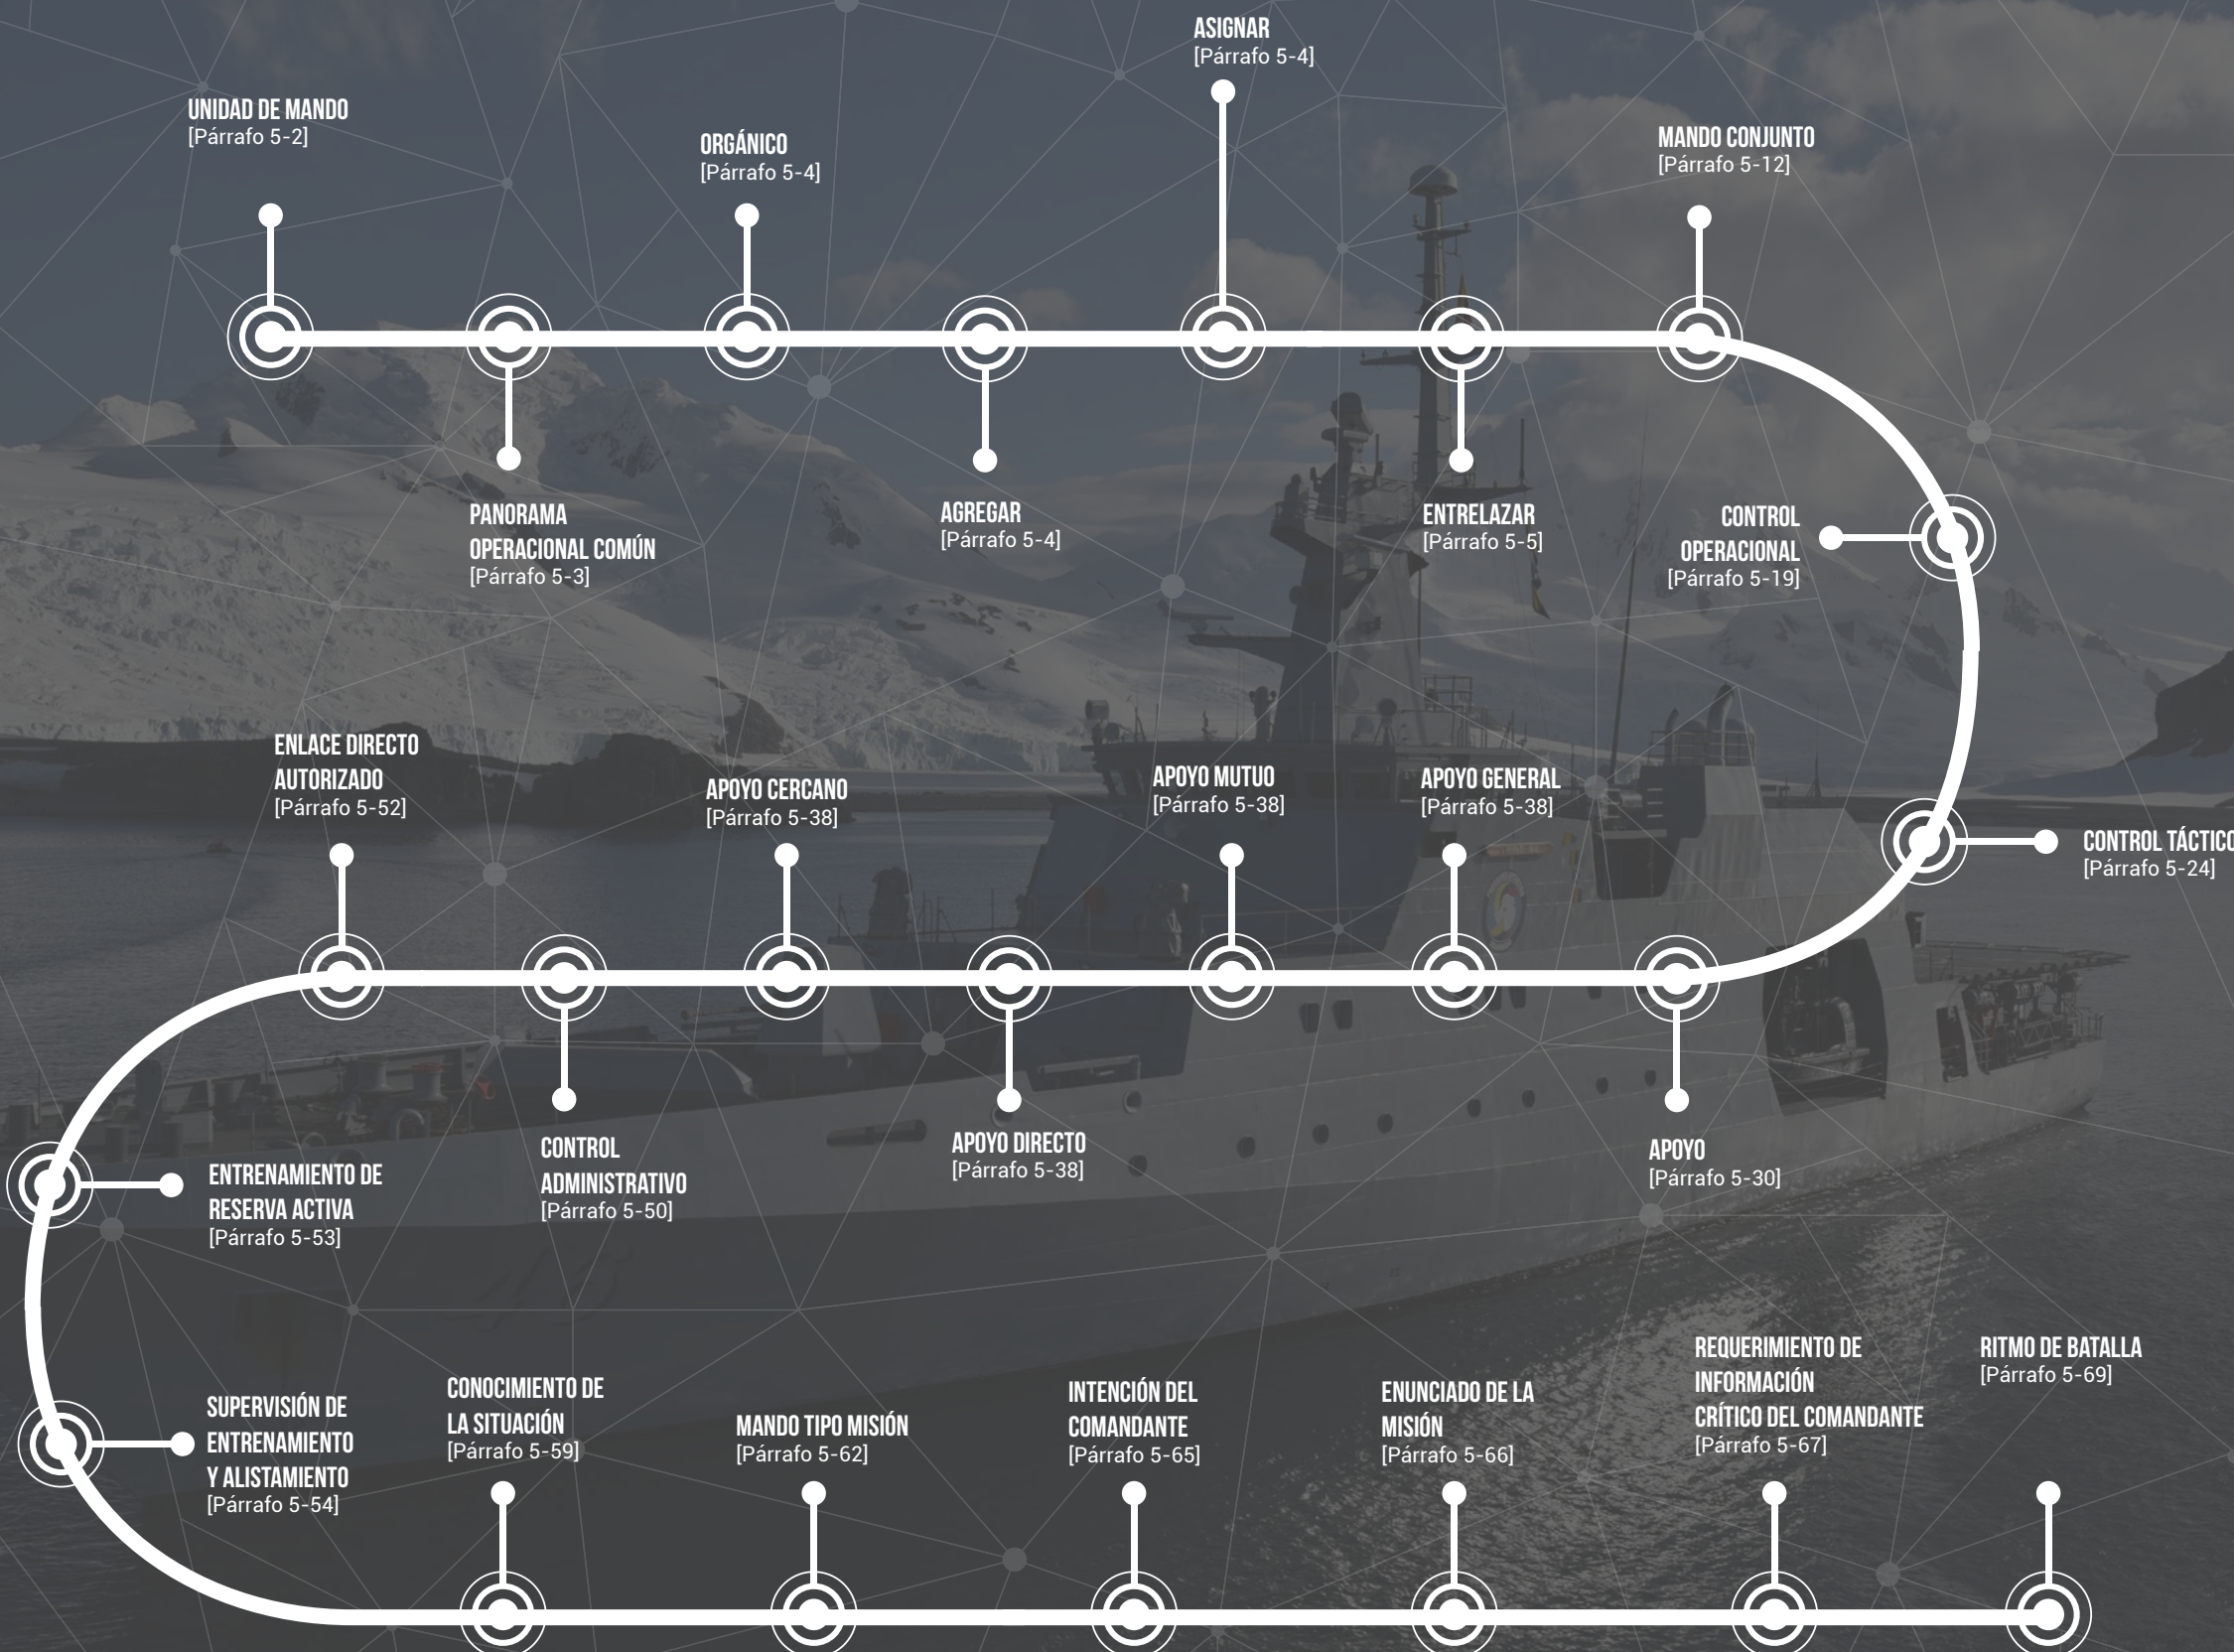 UNIDAD DE MANDO
[Párrafo 5-2]
PANORAMA
OPERACIONAL COMÚN
[Párrafo 5-3]
ORGÁNICO
[Párrafo 5-4]
AGREGAR
[Párrafo 5-4]
ASIGNAR
[Párrafo 5-4]
ENTRELAZAR
[Párrafo 5-5]
MANDO CONJUNTO
[Párrafo 5-12]
CONTROL
OPERACIONAL
[Párrafo 5-19]
CONTROL TÁCTICO
[Párrafo 5-24]
APOYO
[Párrafo 5-30]
APOYO GENERAL
[Párrafo 5-38]
APOYO MUTUO
[Párrafo 5-38]
APOYO DIRECTO
[Párrafo 5-38]
APOYO CERCANO
[Párrafo 5-38]
CONTROL
ADMINISTRATIVO
[Párrafo 5-50]
ENLACE DIRECTO
AUTORIZADO
[Párrafo 5-52]
ENTRENAMIENTO DE
RESERVA ACTIVA
[Párrafo 5-53]
SUPERVISIÓN DE
ENTRENAMIENTO
Y ALISTAMIENTO
[Párrafo 5-54]
CONOCIMIENTO DE
LA SITUACIÓN
[Párrafo 5-59]
MANDO TIPO MISIÓN
[Párrafo 5-62]
INTENCIÓN DEL
COMANDANTE
[Párrafo 5-65]
ENUNCIADO DE LA
MISIÓN
[Párrafo 5-66]
REQUERIMIENTO DE
INFORMACIÓN
CRÍTICO DEL COMANDANTE
[Párrafo 5-67]
RITMO DE BATALLA
[Párrafo 5-69]